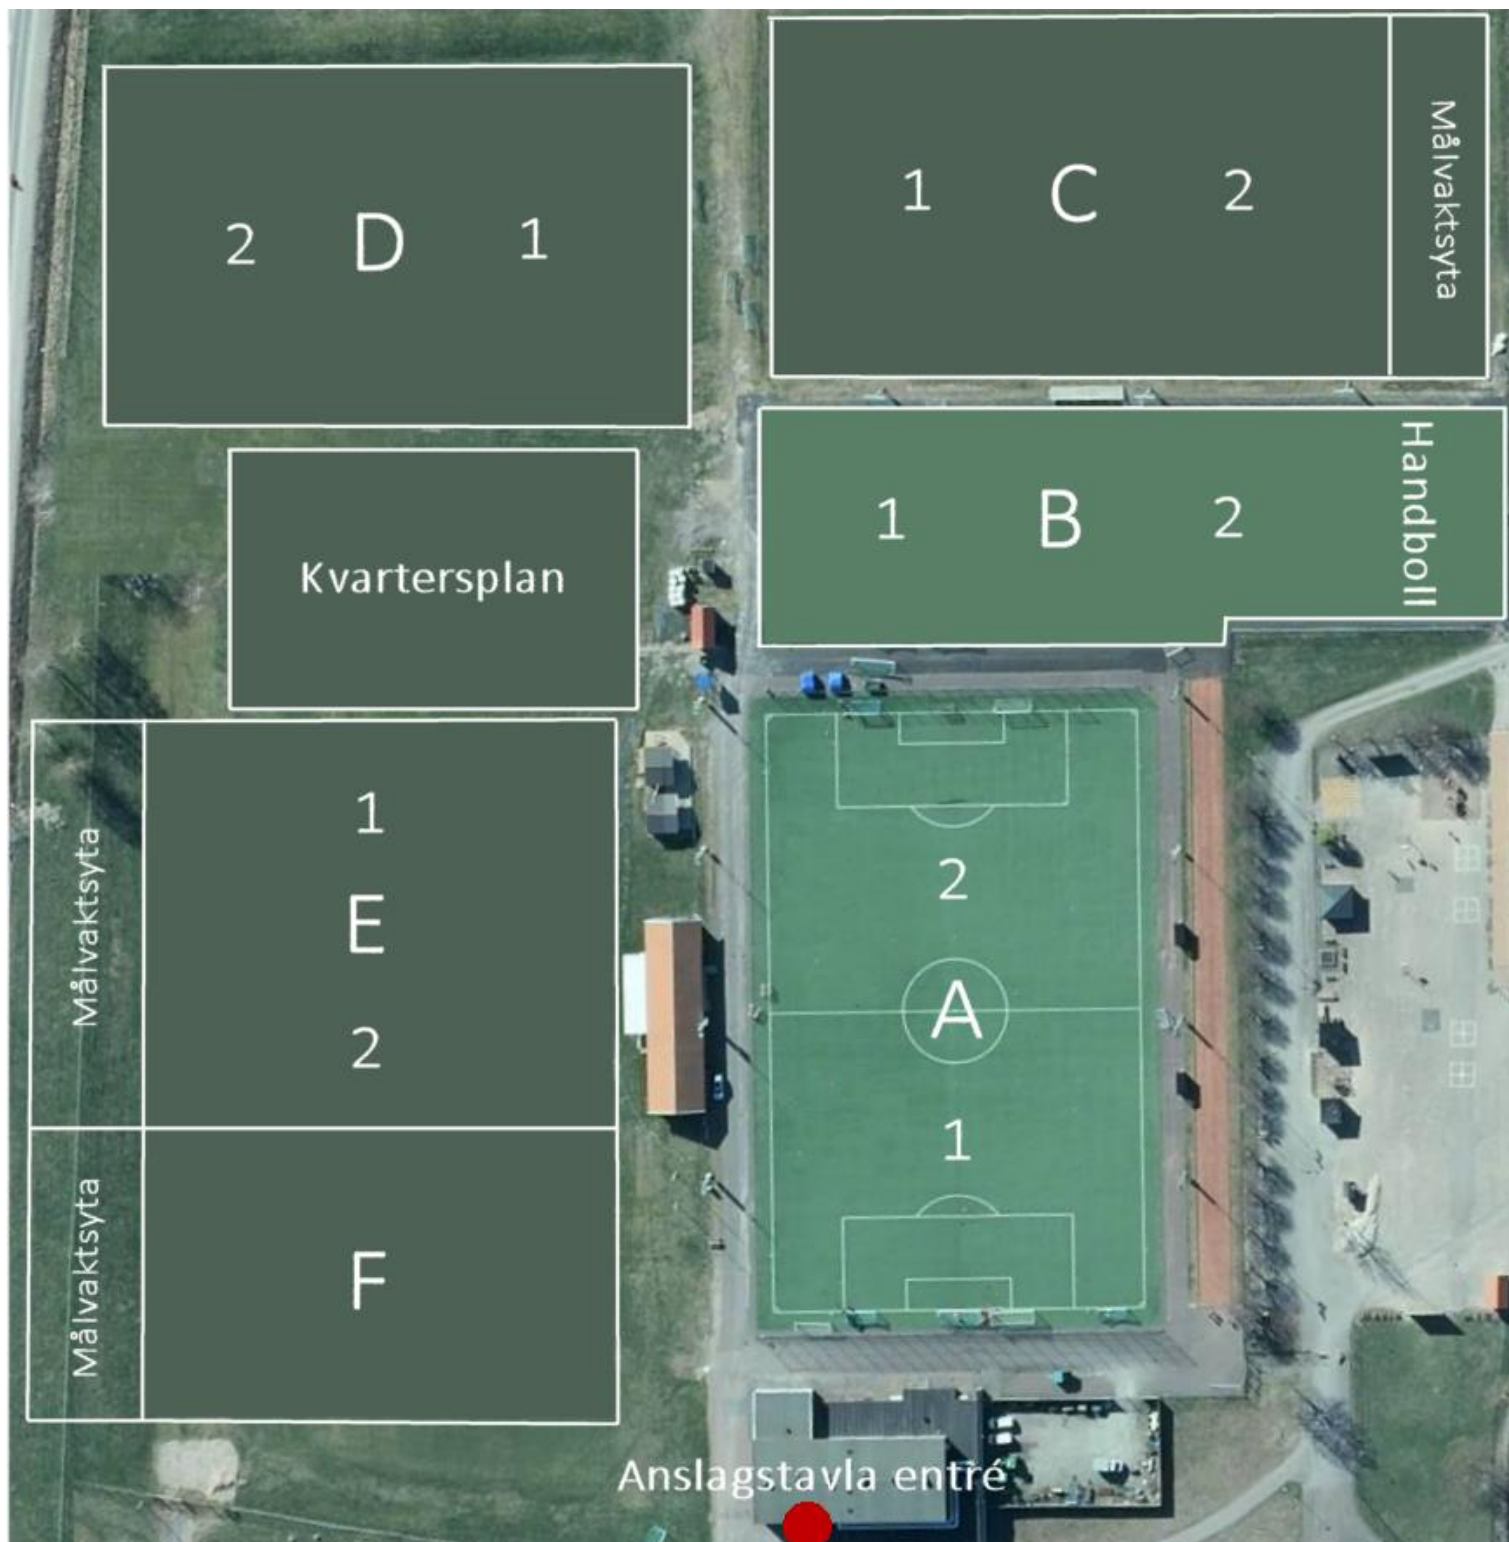 2 D 1
1 C 2
Målvaktsyta
Kvartersplan
1 B 2
Handboll
Målvaktsyta
1
E
2
Målvaktsyta
F
2
A
1
Anslagstavla entré